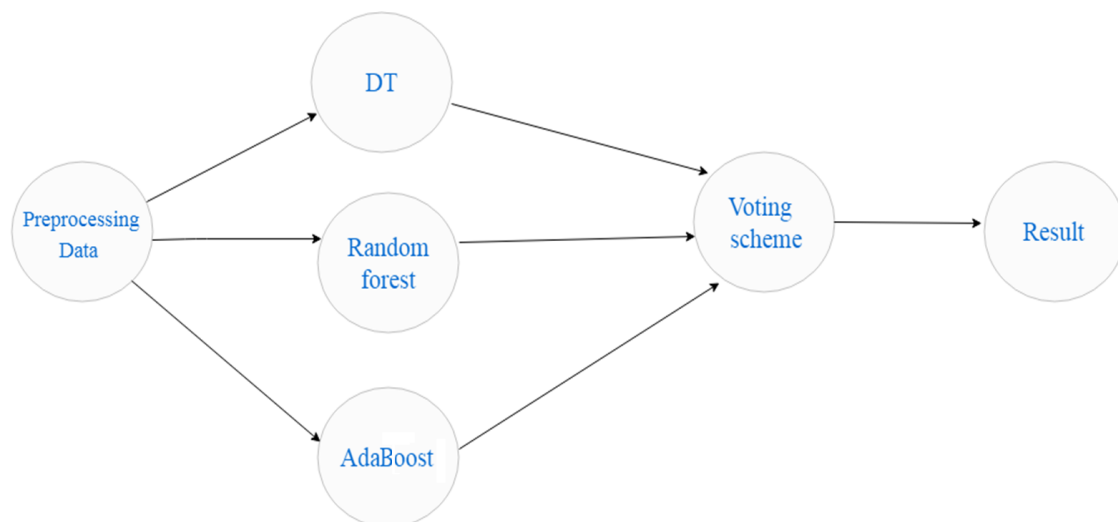 DT
Preprocessing
Data
Random
forest
AdaBoost
Voting
scheme
Result